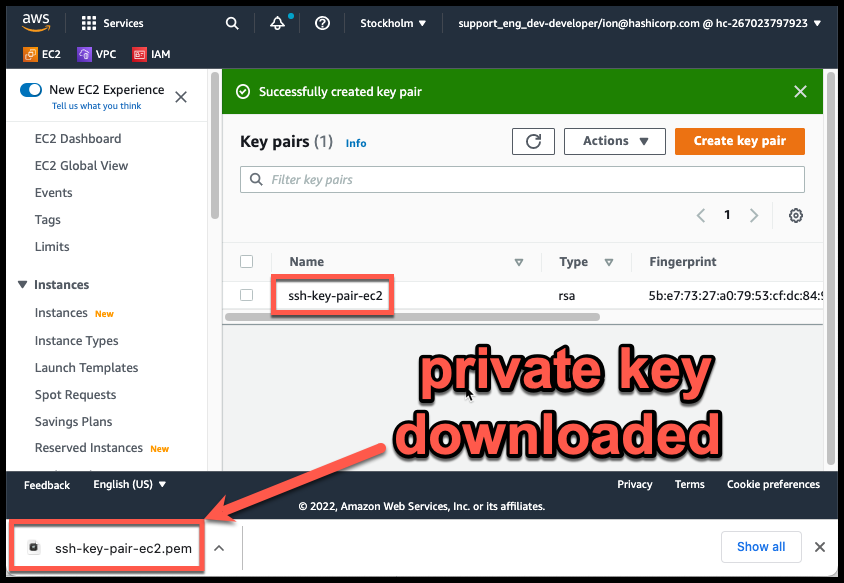 aws
Services
Stockholm ▼
support_eng_dev-developer/ion@hashicorp.com @ hc-267023797923 ▼
EC2
VPC
IAM
New EC2 Experience
Tell us what you think
EC2 Dashboard
EC2 Global View
Events
Tags
Limits
Instances
Instances New
Instance Types
Launch Templates
Spot Requests
Savings Plans
Reserved Instances New
Successfully created key pair
Key pairs (1) Info
Actions ▼
Create key pair
Filter key pairs
1
Name
Type
Fingerprint
ssh-key-pair-ec2
rsa
5b:e7:73:27:a0:79:53:cf:dc:84:9
private key
downloaded
Feedback
English (US) ▼
Privacy
Terms
Cookie preferences
© 2022, Amazon Web Services, Inc. or its affiliates.
ssh-key-pair-ec2.pem
Show all